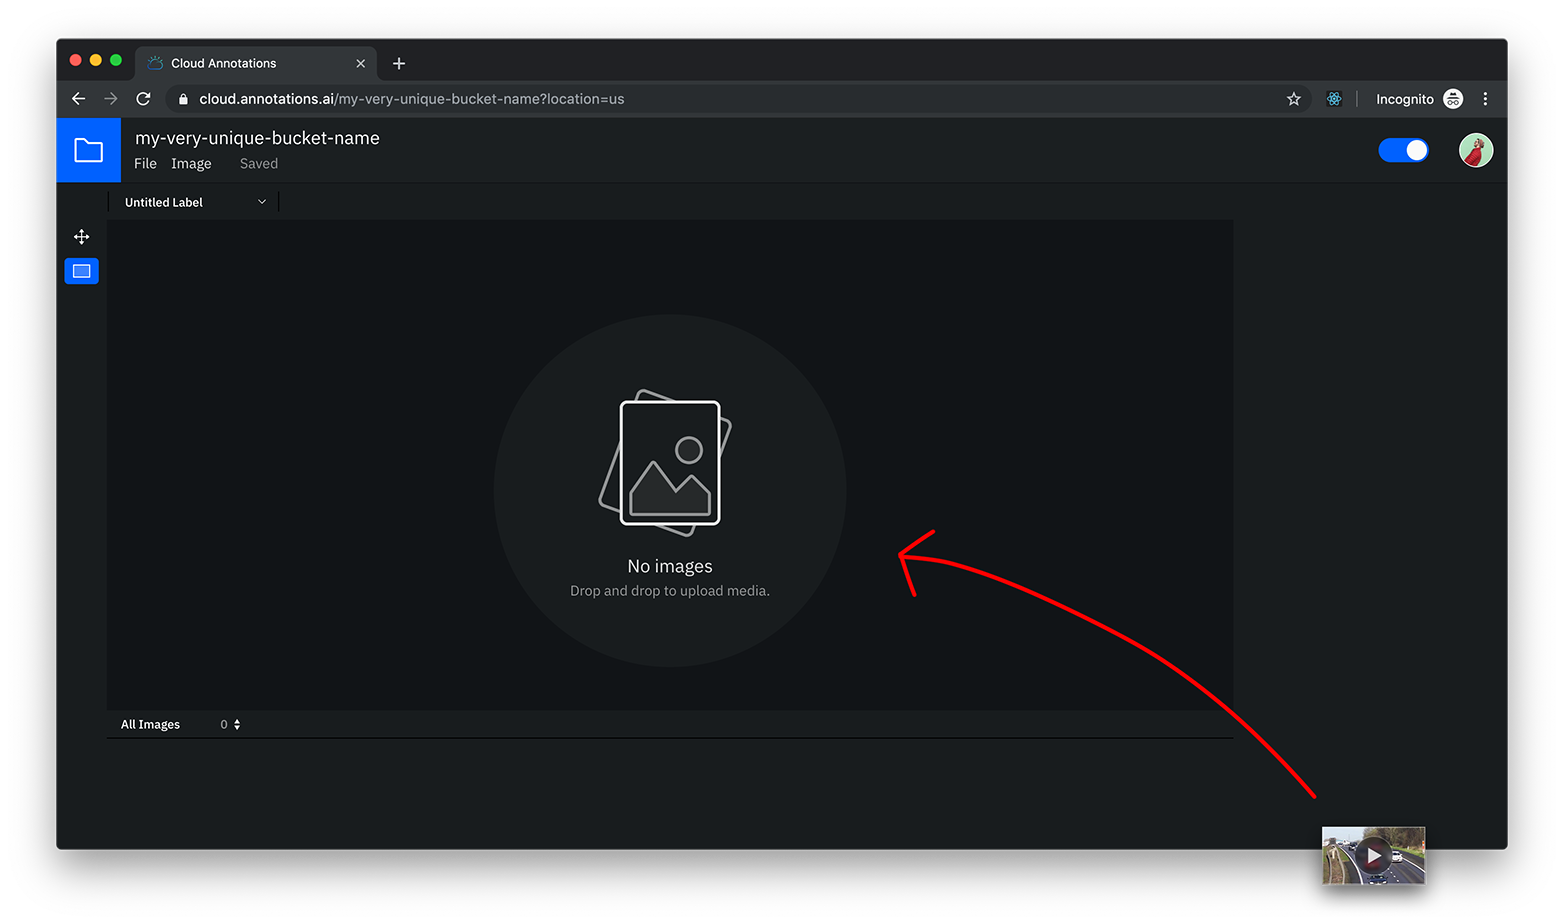 Cloud Annotations
cloud.annotations.ai/my-very-unique-bucket-name?location=us
Incognito
my-very-unique-bucket-name
File Image Saved
Untitled Label
No images
Drop and drop to upload media.
All Images 0